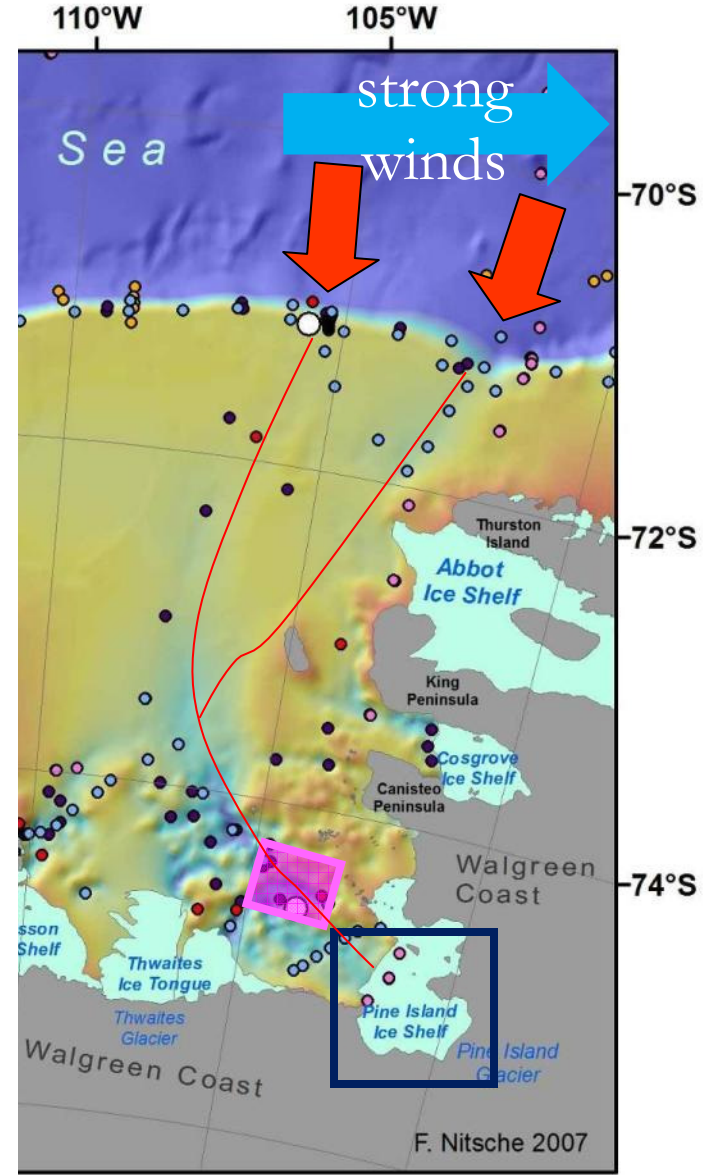 110°W
105°W
strong
winds
Sea
70°S
Thurston
Island
72°S
Abbot
Ice Shelf
King
Peninsula
Cosgrove
Ice Shelf
Canisteo
Peninsula
Walgreen
Coast
74°S
sson
Shelf
Thwaites
Ice Tongue
Pine Island
Ice Shelf
Thwaites
Glacier
Pine Island
Glacier
Walgreen Coast
F. Nitsche 2007